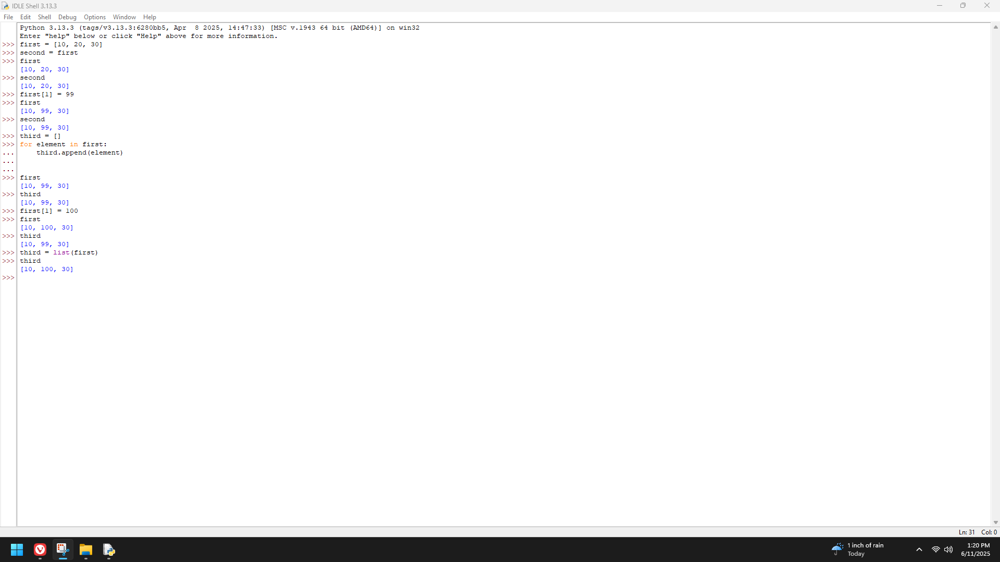 IDLE Shell 3.13.3
File Edit Shell Debug Options Window Help
Python 3.13.3 (tags/v3.13.3:6280bb5, Apr  8 2025, 14:47:33) [MSC v.1943 64 bit (AMD64)] on win32
Enter "help" below or click "Help" above for more information.
>>> first = [10, 20, 30]
>>> second = first
>>> first
[10, 20, 30]
>>> second
[10, 20, 30]
>>> first[1] = 99
>>> first
[10, 99, 30]
>>> second
[10, 99, 30]
>>> third = []
>>> for element in first:
...     third.append(element)
...
...
>>> first
[10, 99, 30]
>>> third
[10, 99, 30]
>>> first[1] = 100
>>> first
[10, 100, 30]
>>> third
[10, 99, 30]
>>> third = list(first)
>>> third
[10, 100, 30]
>>>
Ln: 31 Col: 0
1 inch of rain
Today
1:20 PM
6/11/2025